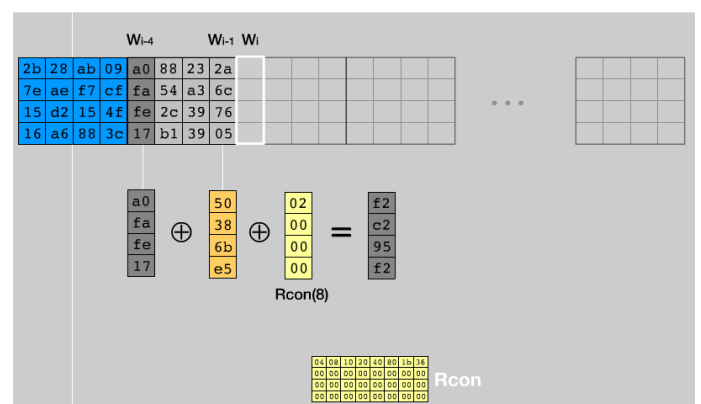 Wi-4 Wi-1 Wi
2b 28 ab 09 a0 88 23 2a
7e ae f7 cf fa 54 a3 6c
15 d2 15 4f fe 2c 39 76
16 a6 88 3c 17 b1 39 05
...
a0 50 02 f2
fa 38 00 c2
⊕ ⊕ =
fe 6b 00 95
17 e5 00 f2
Rcon(8)
04 08 10 20 40 80 1b 36
00 00 00 00 00 00 00 00
00 00 00 00 00 00 00 00
00 00 00 00 00 00 00 00
Rcon